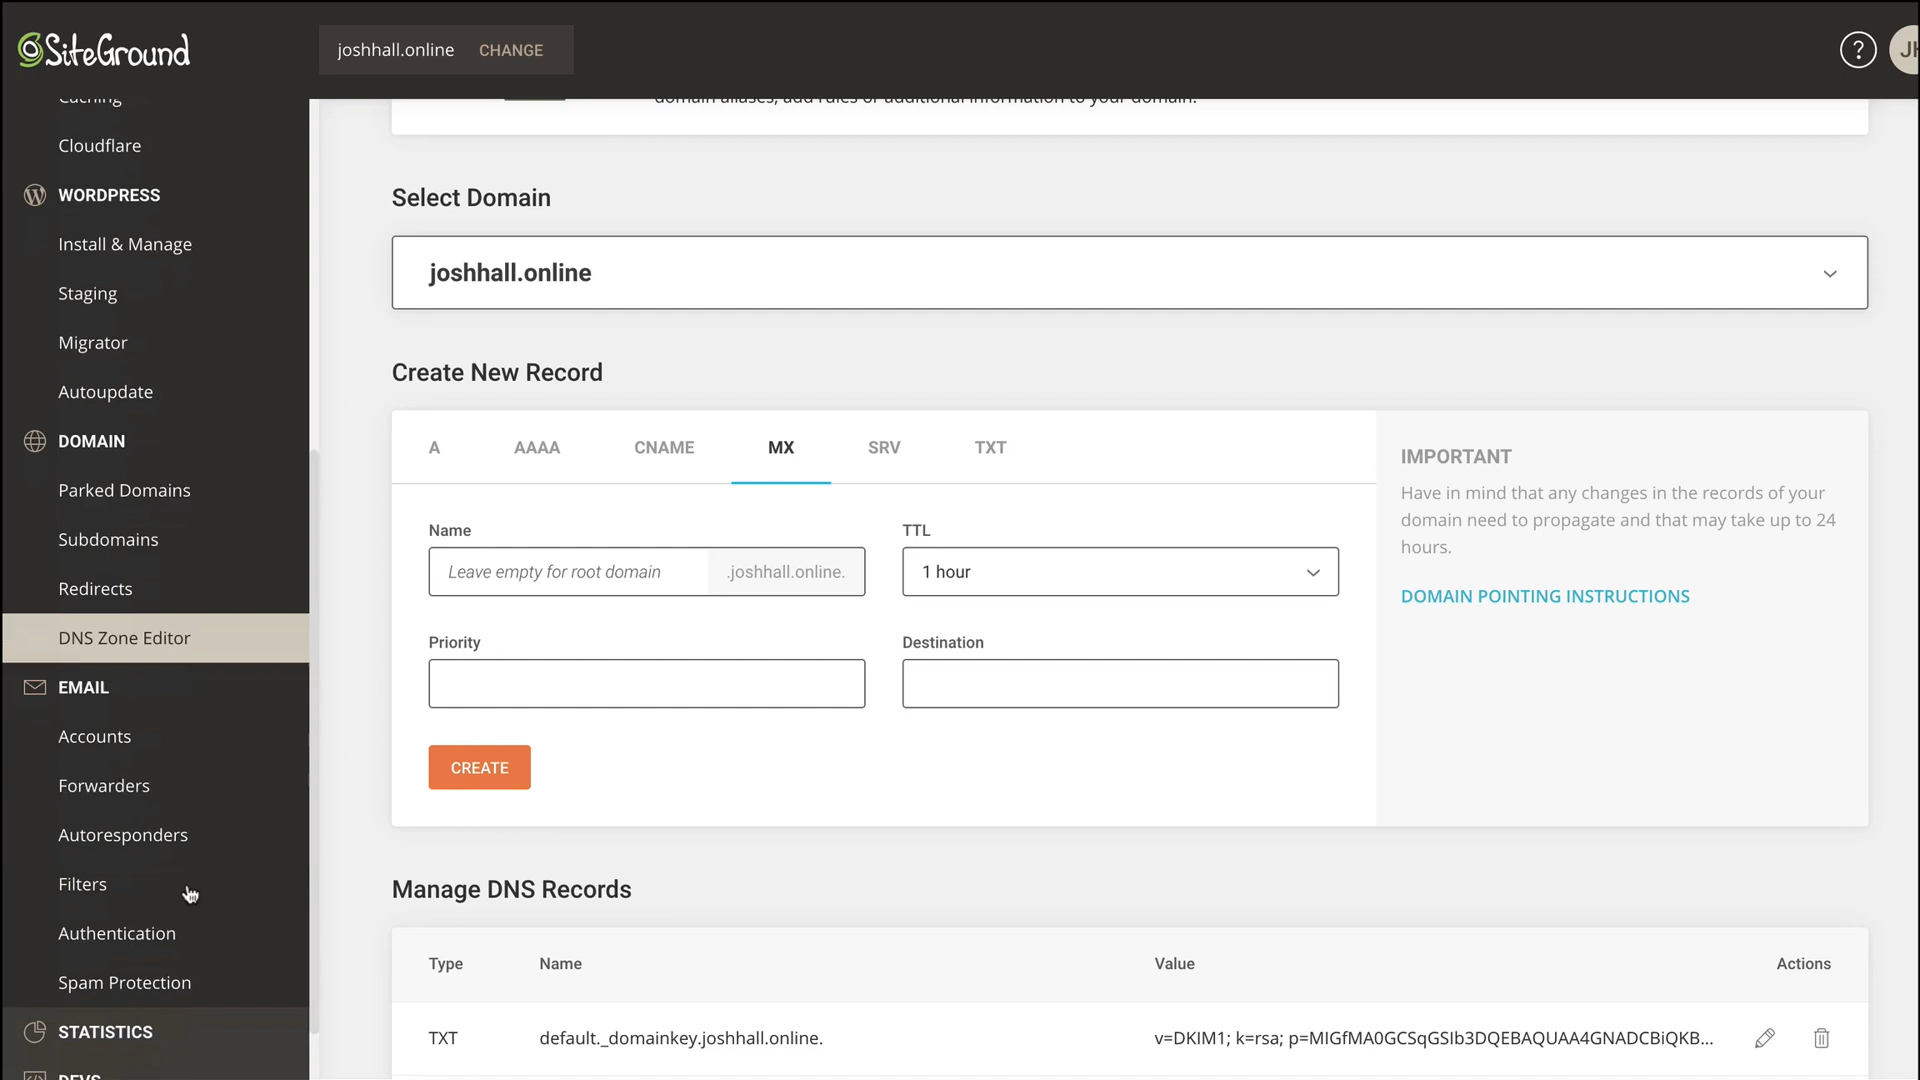 SiteGround
joshhall.online CHANGE
?
JH
Caching
Cloudflare
WORDPRESS
Install & Manage
Staging
Migrator
Autoupdate
DOMAIN
Parked Domains
Subdomains
Redirects
DNS Zone Editor
EMAIL
Accounts
Forwarders
Autoresponders
Filters
Authentication
Spam Protection
STATISTICS
DEVS
domain aliases, add rules or additional information to your domain.
Select Domain
joshhall.online
Create New Record
A AAAA CNAME MX SRV TXT
Name TTL
Leave empty for root domain .joshhall.online. 1 hour
Priority Destination
CREATE
IMPORTANT
Have in mind that any changes in the records of your
domain need to propagate and that may take up to 24
hours.
DOMAIN POINTING INSTRUCTIONS
Manage DNS Records
Type Name Value Actions
TXT default._domainkey.joshhall.online. v=DKIM1; k=rsa; p=MIGfMA0GCSqGSIb3DQEBAQUAA4GNADCBiQKB...